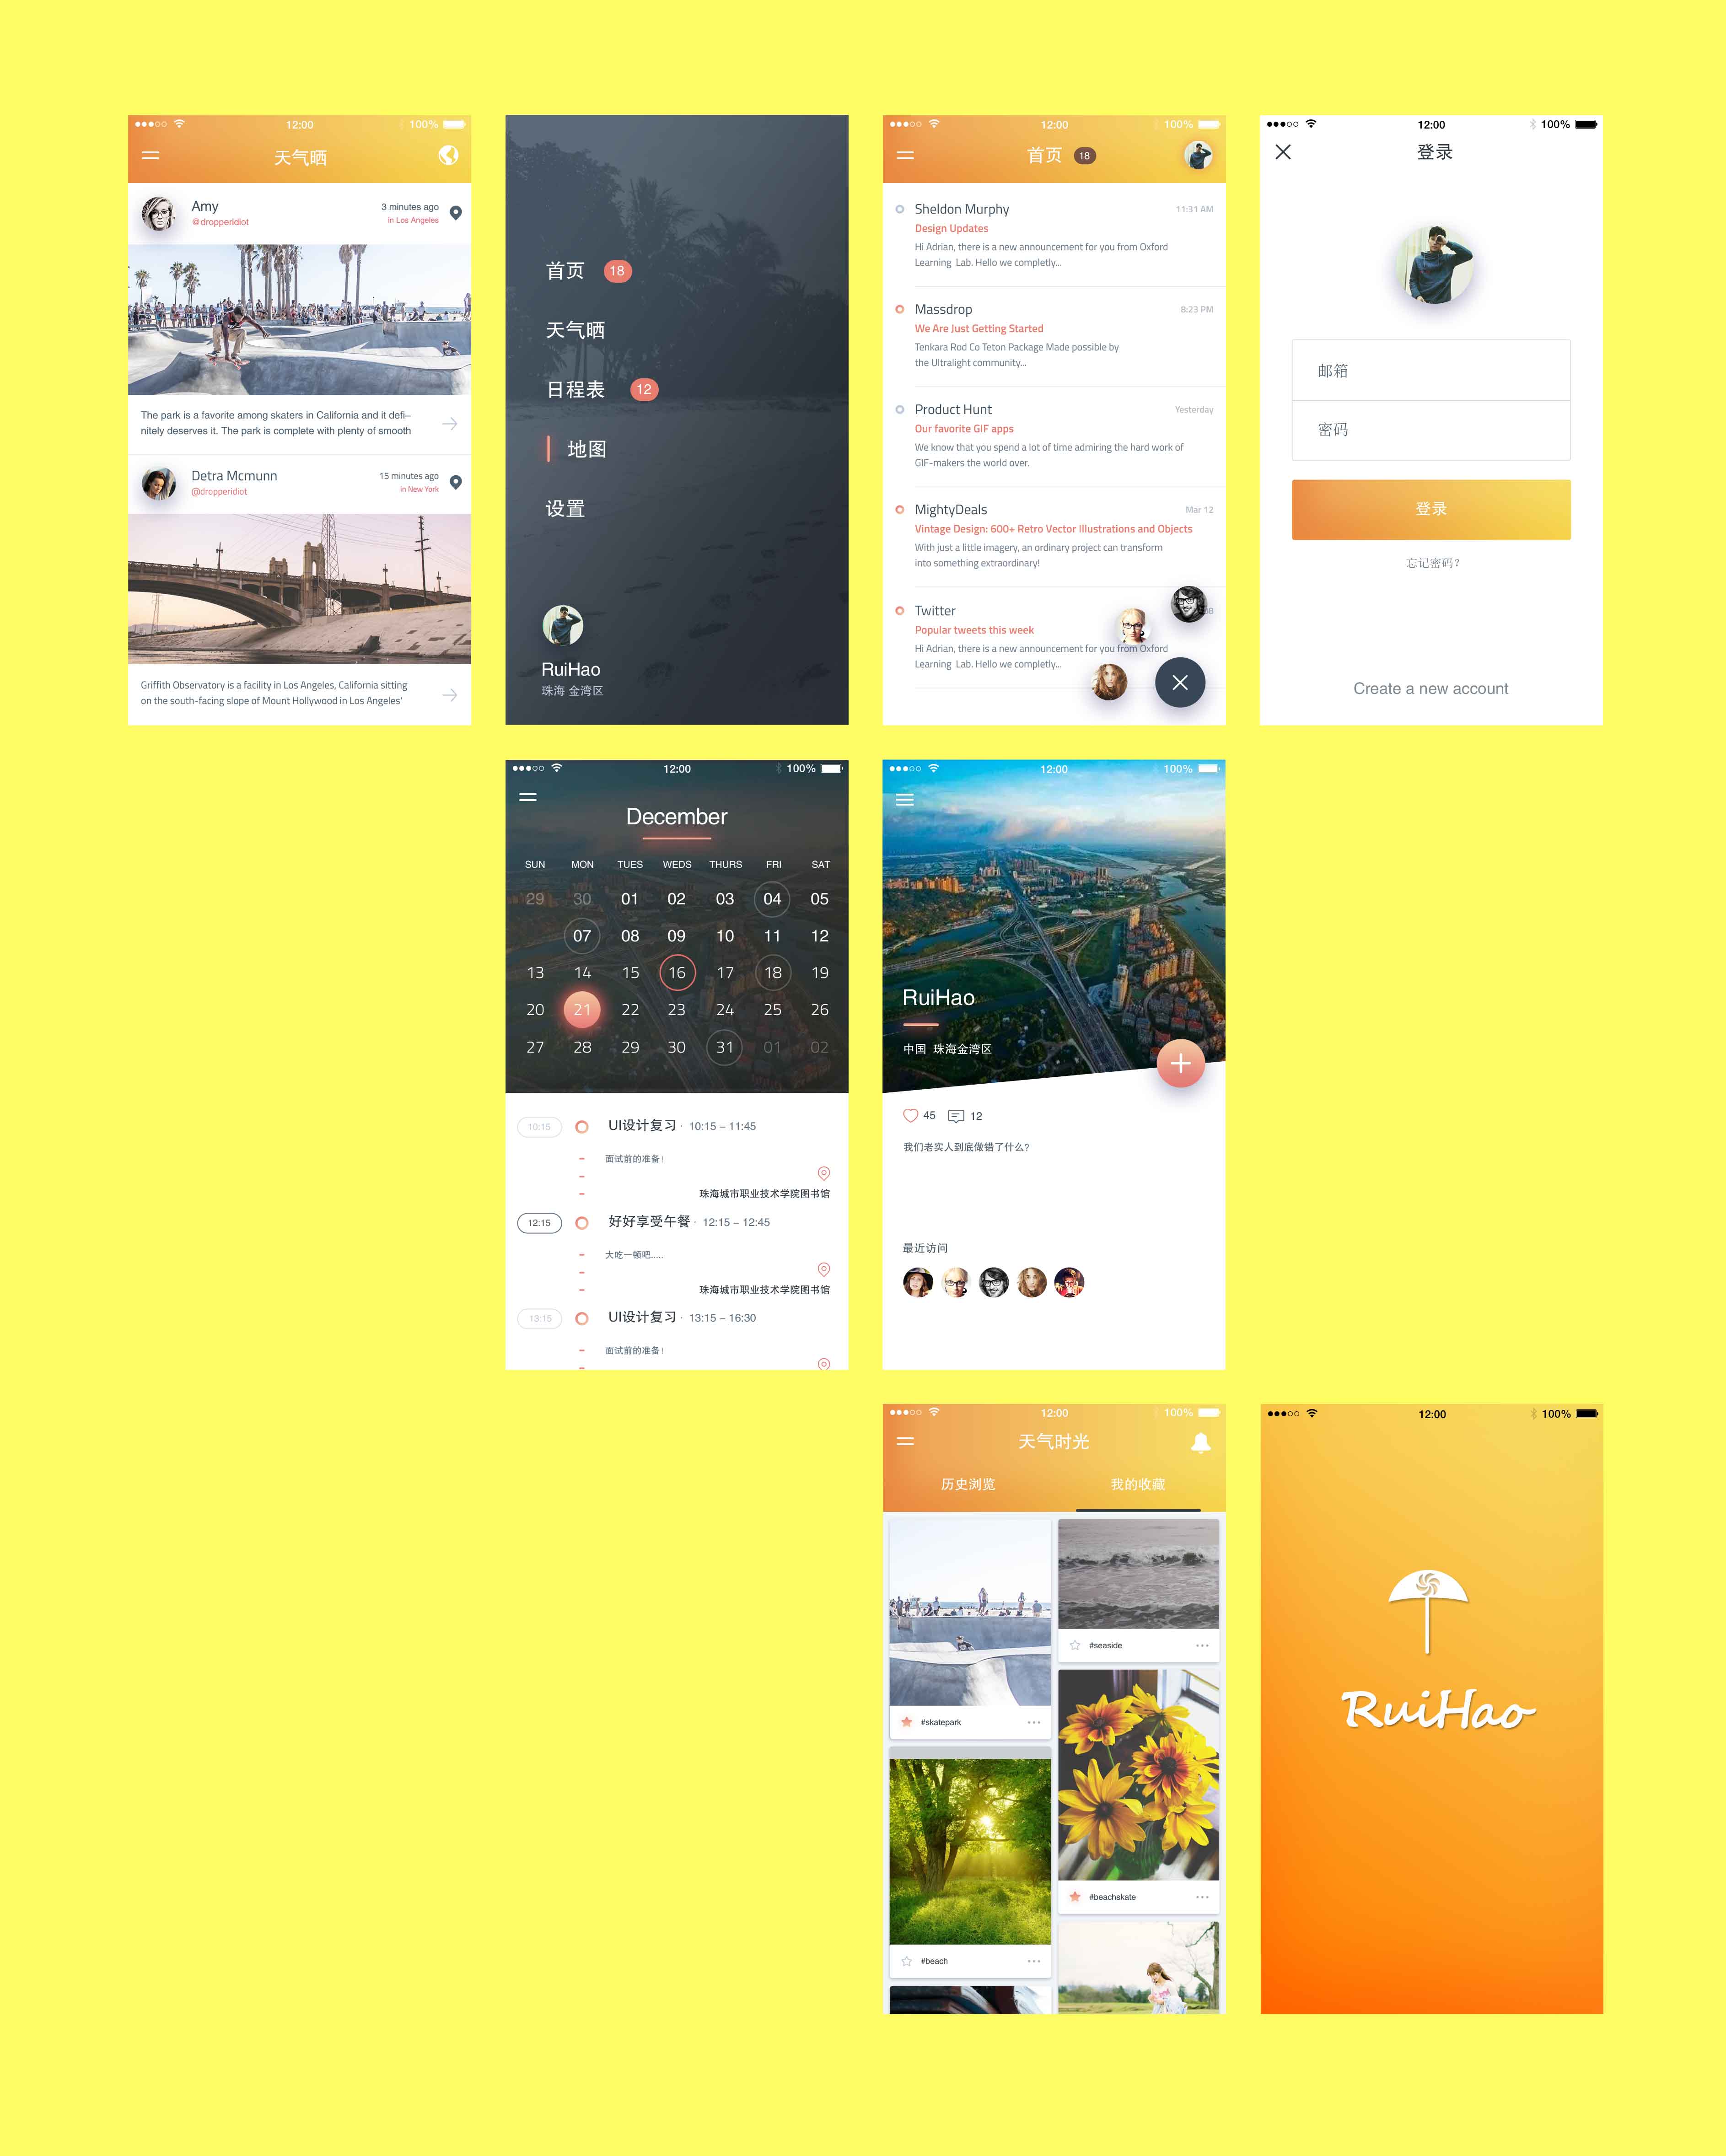 12:00
100%
天气晒
Amy
@dropperidiot
3 minutes ago
in Los Angeles
The park is a favorite among skaters in California and it defi-
nitely deserves it. The park is complete with plenty of smooth
Detra Mcmunn
@dropperidiot
15 minutes ago
in New York
Griffith Observatory is a facility in Los Angeles, California sitting
on the south-facing slope of Mount Hollywood in Los Angeles'
首页 18
天气晒
日程表 12
地图
设置
RuiHao
珠海 金湾区
12:00
100%
首页 18
Sheldon Murphy
11:31 AM
Design Updates
Hi Adrian, there is a new announcement for you from Oxford
Learning Lab. Hello we completly...
Massdrop
8:23 PM
We Are Just Getting Started
Tenkara Rod Co Teton Package Made possible by
the Ultralight community...
Product Hunt
Yesterday
Our favorite GIF apps
We know that you spend a lot of time admiring the hard work of
GIF-makers the world over.
MightyDeals
Mar 12
Vintage Design: 600+ Retro Vector Illustrations and Objects
With just a little imagery, an ordinary project can transform
into something extraordinary!
Twitter
Popular tweets this week
Hi Adrian, there is a new announcement for you from Oxford
Learning Lab. Hello we completly...
12:00
100%
登录
邮箱
密码
登录
忘记密码?
Create a new account
12:00
100%
December
SUN MON TUES WEDS THURS FRI SAT
29 30 01 02 03 04 05
07 08 09 10 11 12
13 14 15 16 17 18 19
20 21 22 23 24 25 26
27 28 29 30 31 01 02
10:15
UI设计复习 · 10:15 – 11:45
面试前的准备!
珠海城市职业技术学院图书馆
12:15
好好享受午餐 · 12:15 – 12:45
大吃一顿吧.....
珠海城市职业技术学院图书馆
13:15
UI设计复习 · 13:15 – 16:30
面试前的准备!
12:00
100%
RuiHao
中国 珠海金湾区
45
12
我们老实人到底做错了什么?
最近访问
12:00
100%
天气时光
历史浏览
我的收藏
#skatepark
#beach
#seaside
#beachskate
12:00
100%
RuiHao